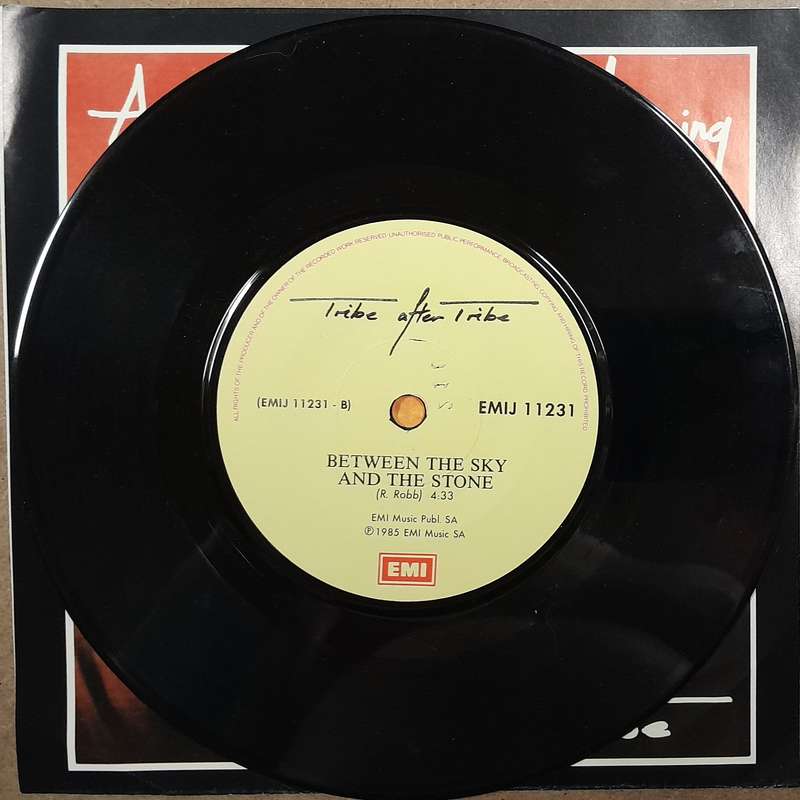 ing
ALL RIGHTS OF THE PRODUCER AND OF THE OWNER OF THE RECORDED WORK RESERVED·UNAUTHORISED PUBLIC PERFORMANCE BROADCASTING, COPYING, AND HIRING OF THIS RECORD PROHIBITED
Tribe after Tribe
(EMIJ 11231 - B)
EMIJ 11231
BETWEEN THE SKY
AND THE STONE
(R. Robb) 4:33
EMI Music Publ. SA
℗1985 EMI Music SA
EMI